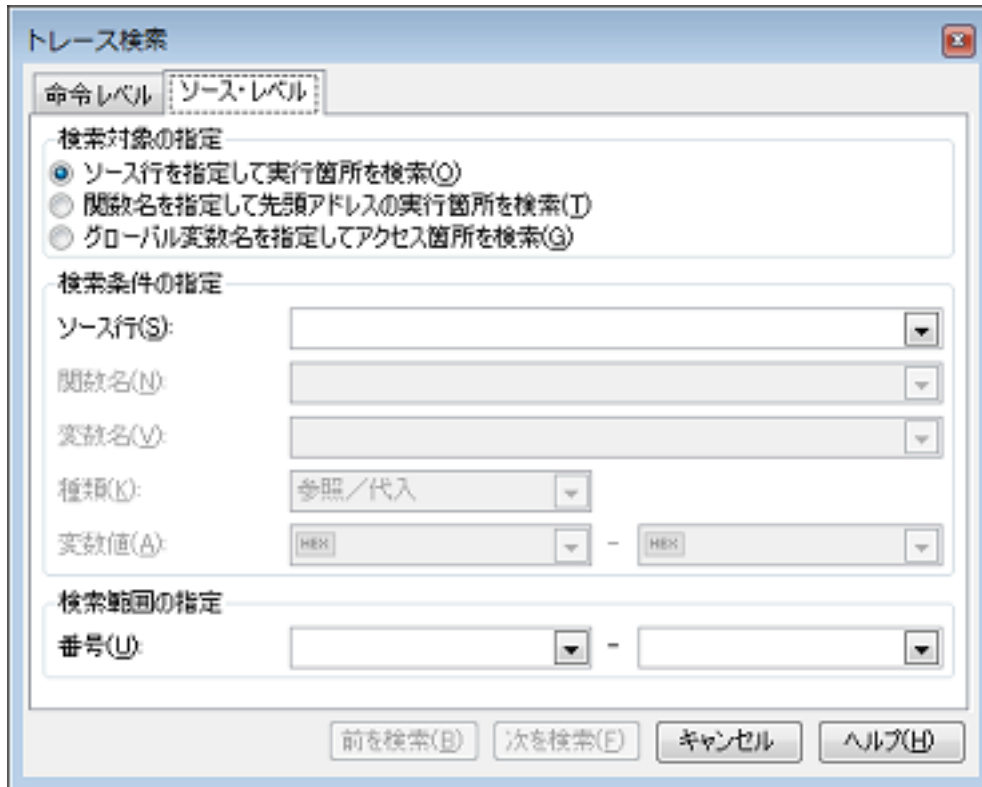 トレース検索
命令レベル ソース・レベル
検索対象の指定
ソース行を指定して実行箇所を検索(O)
関数名を指定して先頭アドレスの実行箇所を検索(T)
グローバル変数名を指定してアクセス箇所を検索(G)
検索条件の指定
ソース行(S):
関数名(N):
変数名(V):
種類(K): 参照／代入
変数値(A): HEX - HEX
検索範囲の指定
番号(U): -
前を検索(B) 次を検索(F) キャンセル ヘルプ(H)